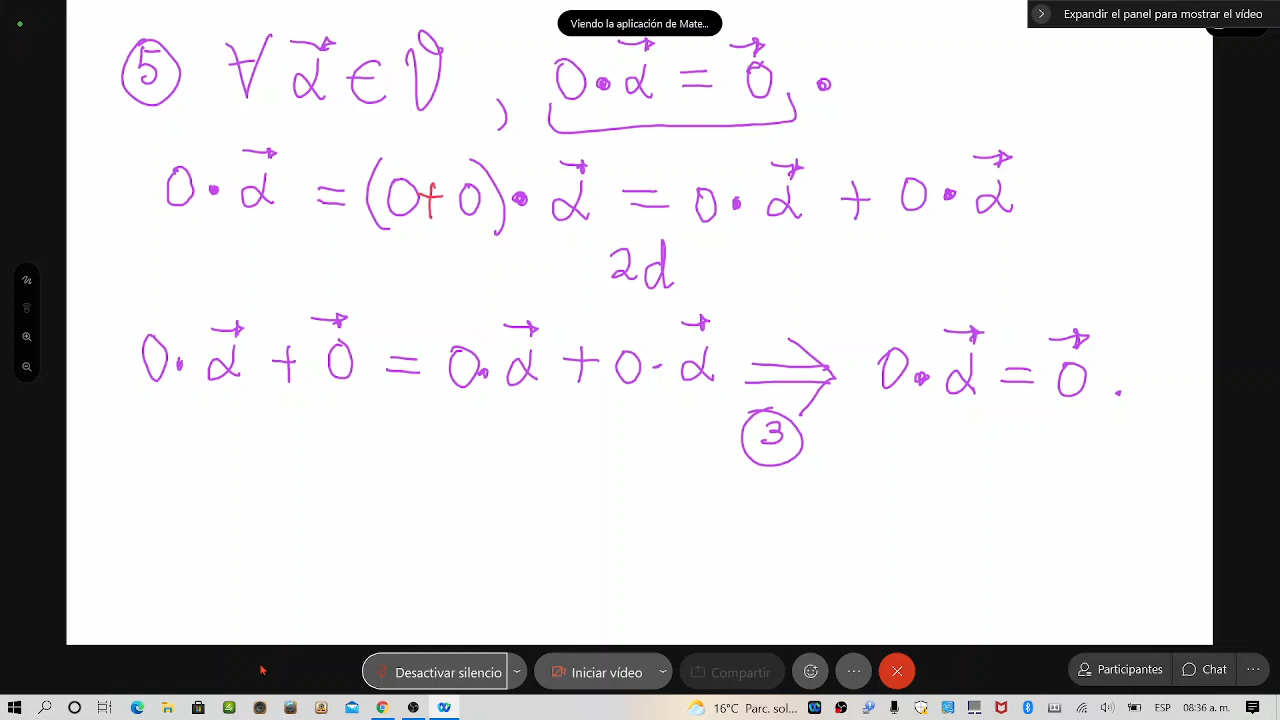 Viendo la aplicación de Mate...
Expandir el panel para mostrar el vídeo
⑤ ∀ α⃗ ∈ V , 0·α⃗ = 0⃗ .
0·α⃗ = (0+0)·α⃗ = 0·α⃗ + 0·α⃗
2d
0·α⃗ + 0⃗ = 0·α⃗ + 0·α⃗ ⟹ 0·α⃗ = 0⃗ .
③
Desactivar silencio
Iniciar vídeo
Compartir
Participantes
Chat
16°C Parc. sol...
ESP
08:36 a. m.